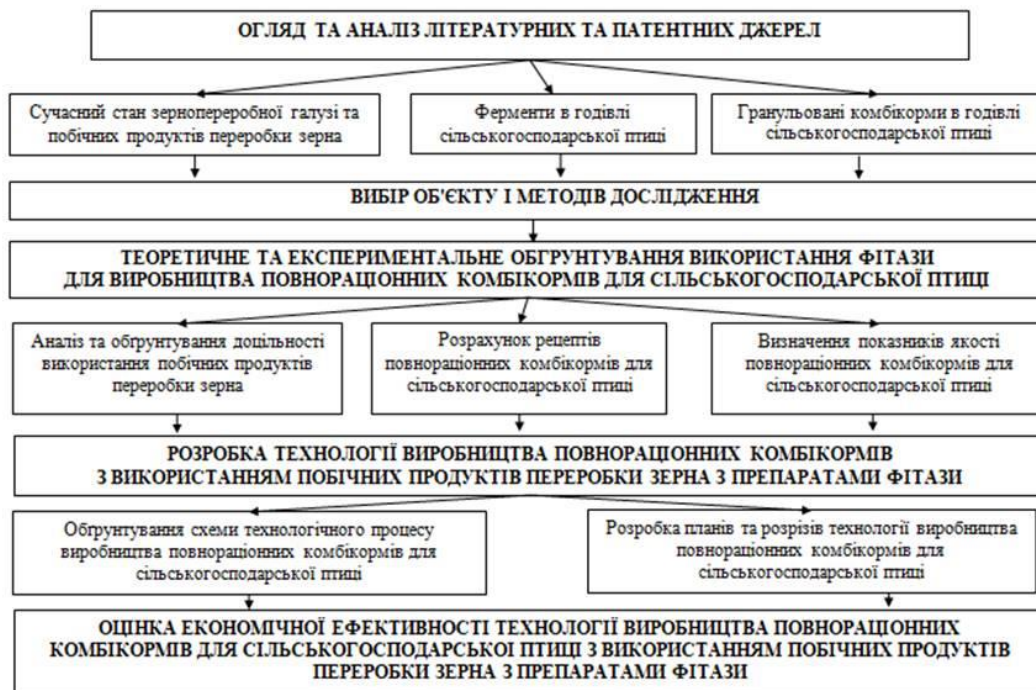 ОГЛЯД ТА АНАЛІЗ ЛІТЕРАТУРНИХ ТА ПАТЕНТНИХ ДЖЕРЕЛ
Сучасний стан зернопереробної галузі та
побічних продуктів переробки зерна
Ферменти в годівлі
сільськогосподарської птиці
Гранульовані комбікорми в годівлі
сільськогосподарської птиці
ВИБІР ОБ'ЄКТУ І МЕТОДІВ ДОСЛІДЖЕННЯ
ТЕОРЕТИЧНЕ ТА ЕКСПЕРИМЕНТАЛЬНЕ ОБГРУНТУВАННЯ ВИКОРИСТАННЯ ФІТАЗИ
ДЛЯ ВИРОБНИЦТВА ПОВНОРАЦІОННИХ КОМБІКОРМІВ ДЛЯ СІЛЬСЬКОГОСПОДАРСЬКОЇ ПТИЦІ
Аналіз та обґрунтування доцільності
використання побічних продуктів
переробки зерна
Розрахунок рецептів
повнораціонних комбікормів для
сільськогосподарської птиці
Визначення показників якості
повнораціонних комбікормів для
сільськогосподарської птиці
РОЗРОБКА ТЕХНОЛОГІЇ ВИРОБНИЦТВА ПОВНОРАЦІОННИХ КОМБІКОРМІВ
З ВИКОРИСТАННЯМ ПОБІЧНИХ ПРОДУКТІВ ПЕРЕРОБКИ ЗЕРНА З ПРЕПАРАТАМИ ФІТАЗИ
Обґрунтування схеми технологічного процесу
виробництва повнораціонних комбікормів для
сільськогосподарської птиці
Розробка планів та розрізів технології виробництва
повнораціонних комбікормів для
сільськогосподарської птиці
ОЦІНКА ЕКОНОМІЧНОЇ ЕФЕКТИВНОСТІ ТЕХНОЛОГІЇ ВИРОБНИЦТВА ПОВНОРАЦІОННИХ
КОМБІКОРМІВ ДЛЯ СІЛЬСЬКОГОСПОДАРСЬКОЇ ПТИЦІ З ВИКОРИСТАННЯМ ПОБІЧНИХ ПРОДУКТІВ
ПЕРЕРОБКИ ЗЕРНА З ПРЕПАРАТАМИ ФІТАЗИ